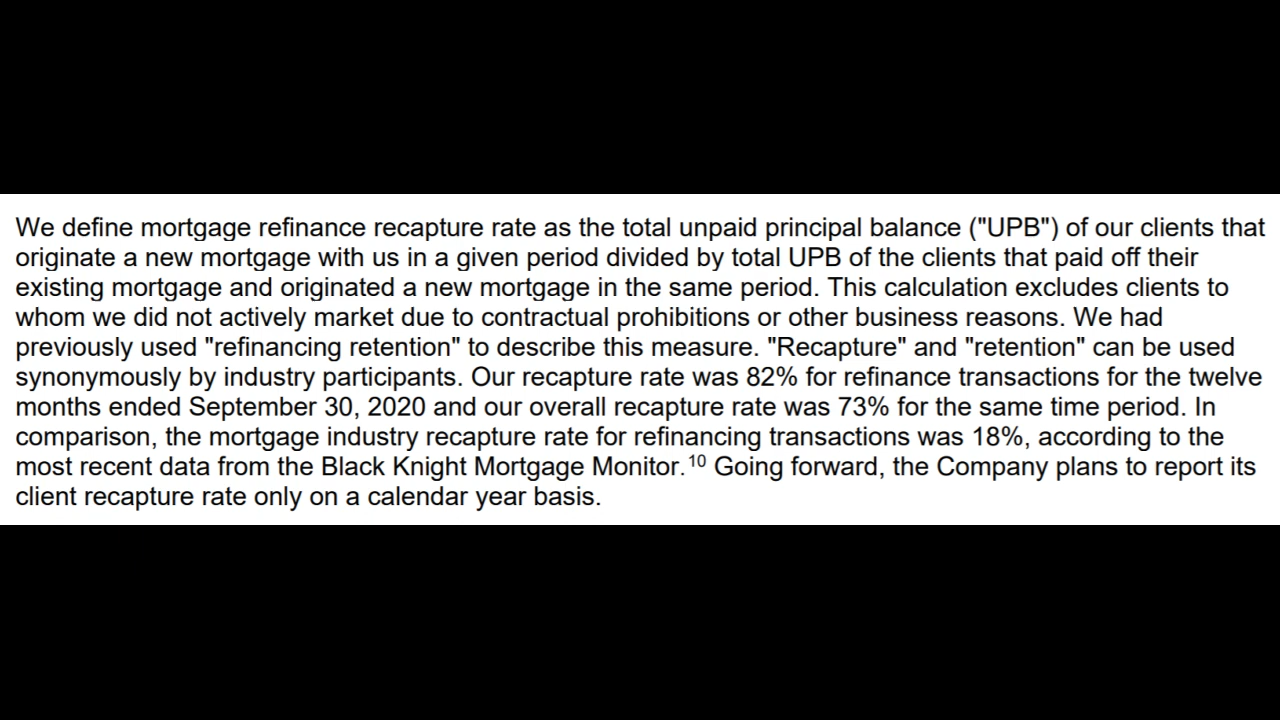 We define mortgage refinance recapture rate as the total unpaid principal balance ("UPB") of our clients that
originate a new mortgage with us in a given period divided by total UPB of the clients that paid off their
existing mortgage and originated a new mortgage in the same period. This calculation excludes clients to
whom we did not actively market due to contractual prohibitions or other business reasons. We had
previously used "refinancing retention" to describe this measure. "Recapture" and "retention" can be used
synonymously by industry participants. Our recapture rate was 82% for refinance transactions for the twelve
months ended September 30, 2020 and our overall recapture rate was 73% for the same time period. In
comparison, the mortgage industry recapture rate for refinancing transactions was 18%, according to the
most recent data from the Black Knight Mortgage Monitor.¹⁰ Going forward, the Company plans to report its
client recapture rate only on a calendar year basis.